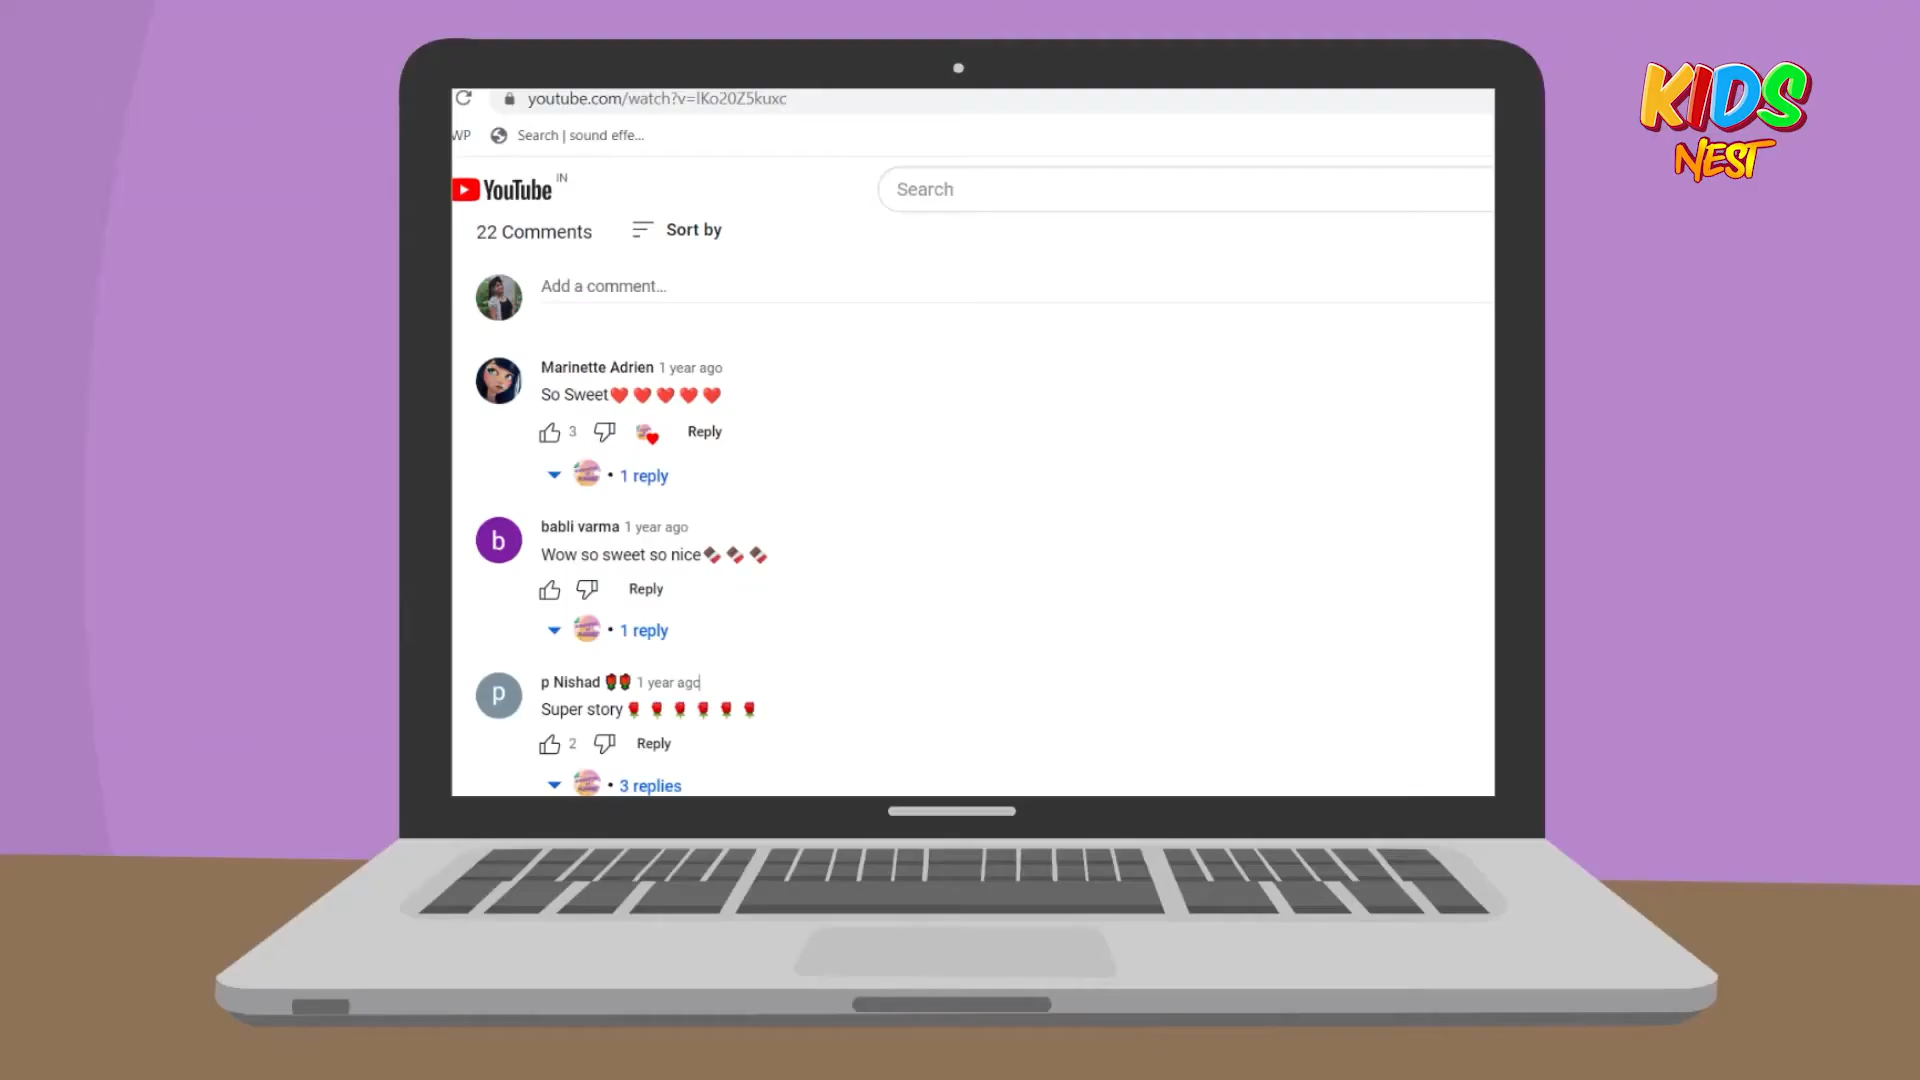 KIDS
NEST
youtube.com/watch?v=lKo20Z5kuxc
WP Search | sound effe...
YouTube IN
Search
22 Comments Sort by
Add a comment...
Marinette Adrien 1 year ago
So Sweet❤️❤️❤️❤️❤️
3 Reply
1 reply
b
babli varma 1 year ago
Wow so sweet so nice🍫🍫🍫
Reply
1 reply
p
p Nishad 🌹🌹 1 year ago
Super story🌹🌹🌹🌹🌹🌹
2 Reply
3 replies